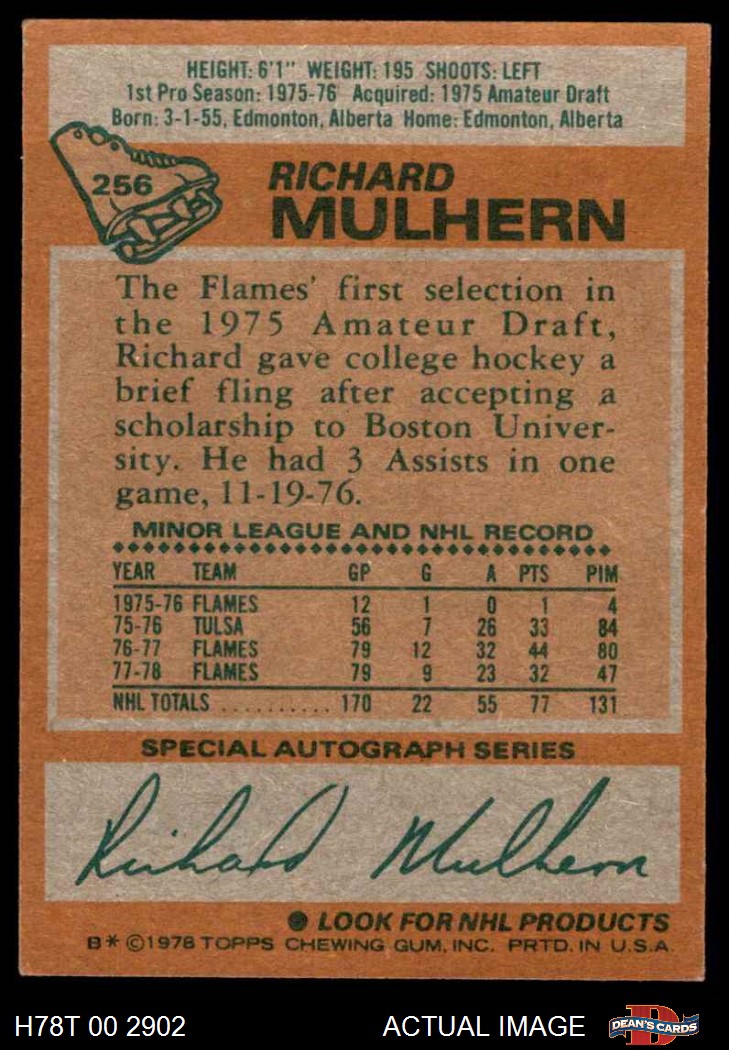 HEIGHT: 6'1" WEIGHT: 195 SHOOTS: LEFT
1st Pro Season: 1975-76 Acquired: 1975 Amateur Draft
Born: 3-1-55, Edmonton, Alberta Home: Edmonton, Alberta
256
RICHARD
MULHERN
The Flames' first selection in
the 1975 Amateur Draft,
Richard gave college hockey a
brief fling after accepting a
scholarship to Boston Univer-
sity. He had 3 Assists in one
game, 11-19-76.
MINOR LEAGUE AND NHL RECORD
YEAR TEAM GP G A PTS PIM
1975-76 FLAMES 12 1 0 1 4
75-76 TULSA 56 7 26 33 84
76-77 FLAMES 79 12 32 44 80
77-78 FLAMES 79 9 23 32 47
NHL TOTALS .......... 170 22 55 77 131
SPECIAL AUTOGRAPH SERIES
Richard Mulhern
● LOOK FOR NHL PRODUCTS
B* ©1978 TOPPS CHEWING GUM, INC. PRTD. IN U.S.A.
H78T 00 2902 ACTUAL IMAGE DEAN'S CARDS